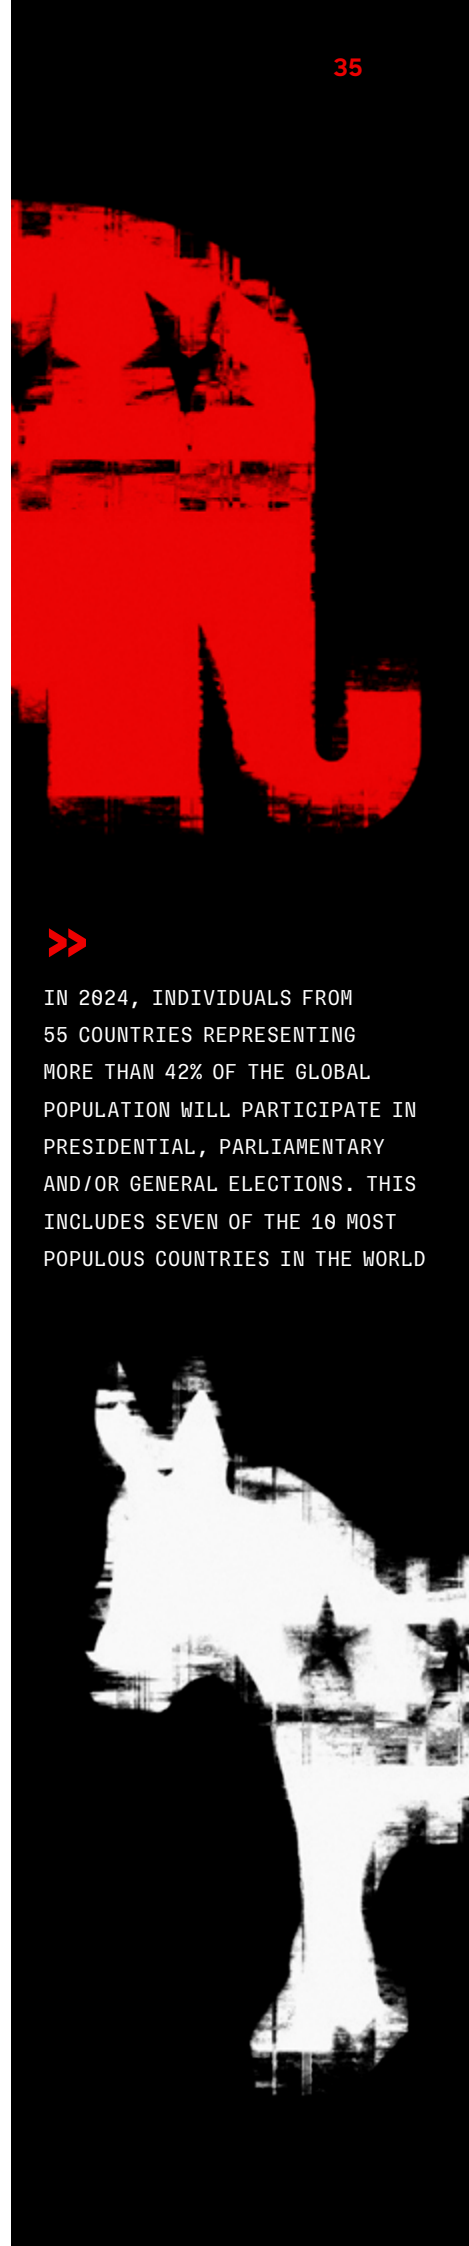 35
>>
IN 2024, INDIVIDUALS FROM
55 COUNTRIES REPRESENTING
MORE THAN 42% OF THE GLOBAL
POPULATION WILL PARTICIPATE IN
PRESIDENTIAL, PARLIAMENTARY
AND/OR GENERAL ELECTIONS. THIS
INCLUDES SEVEN OF THE 10 MOST
POPULOUS COUNTRIES IN THE WORLD